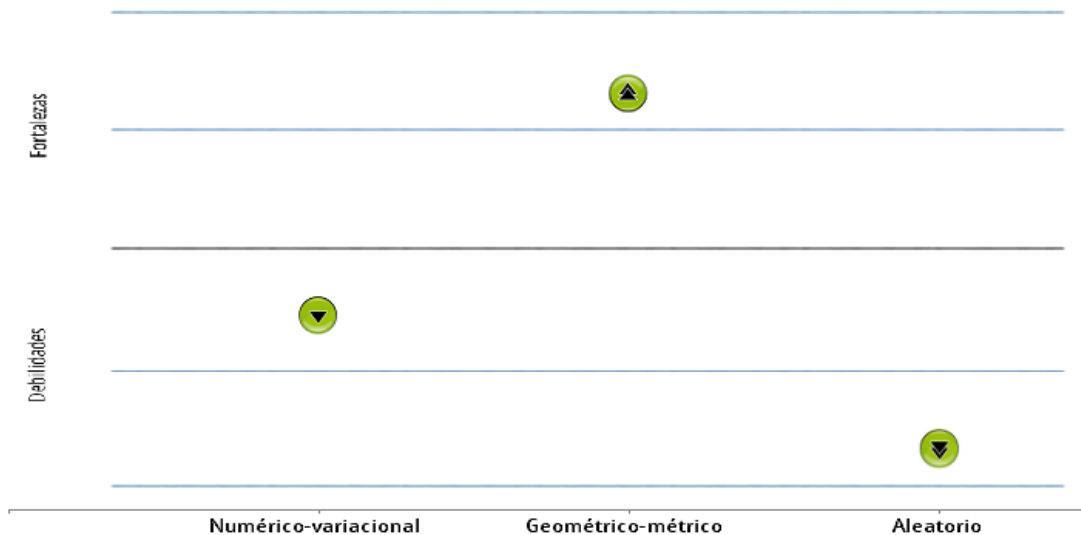 Fortalezas
Debilidades
Numérico-variacional
Geométrico-métrico
Aleatorio